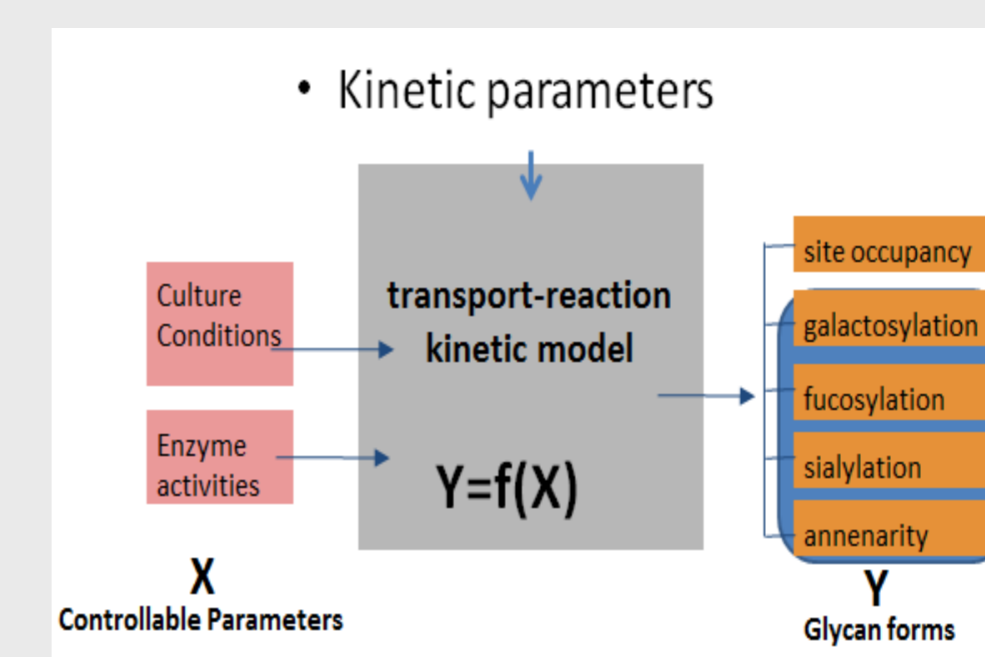 • Kinetic parameters
Culture
Conditions
Enzyme
activities
X
Controllable Parameters
transport-reaction
kinetic model
Y=f(X)
site occupancy
galactosylation
fucosylation
sialylation
annenarity
Y
Glycan forms